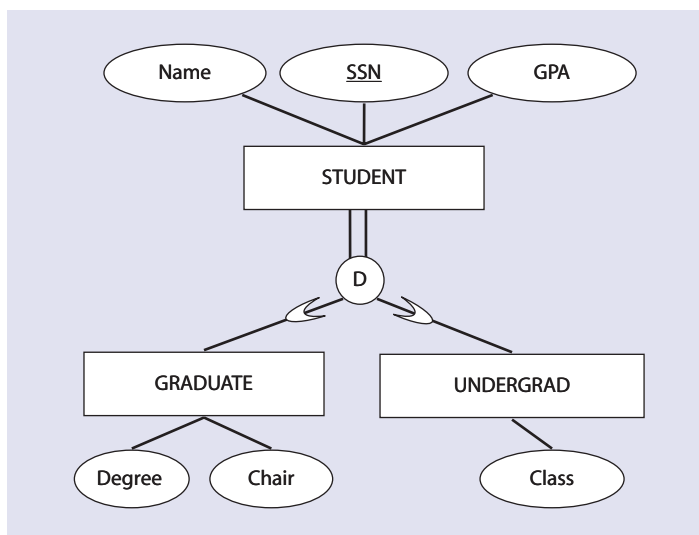 Name SSN GPA
STUDENT
D
GRADUATE UNDERGRAD
Degree Chair Class